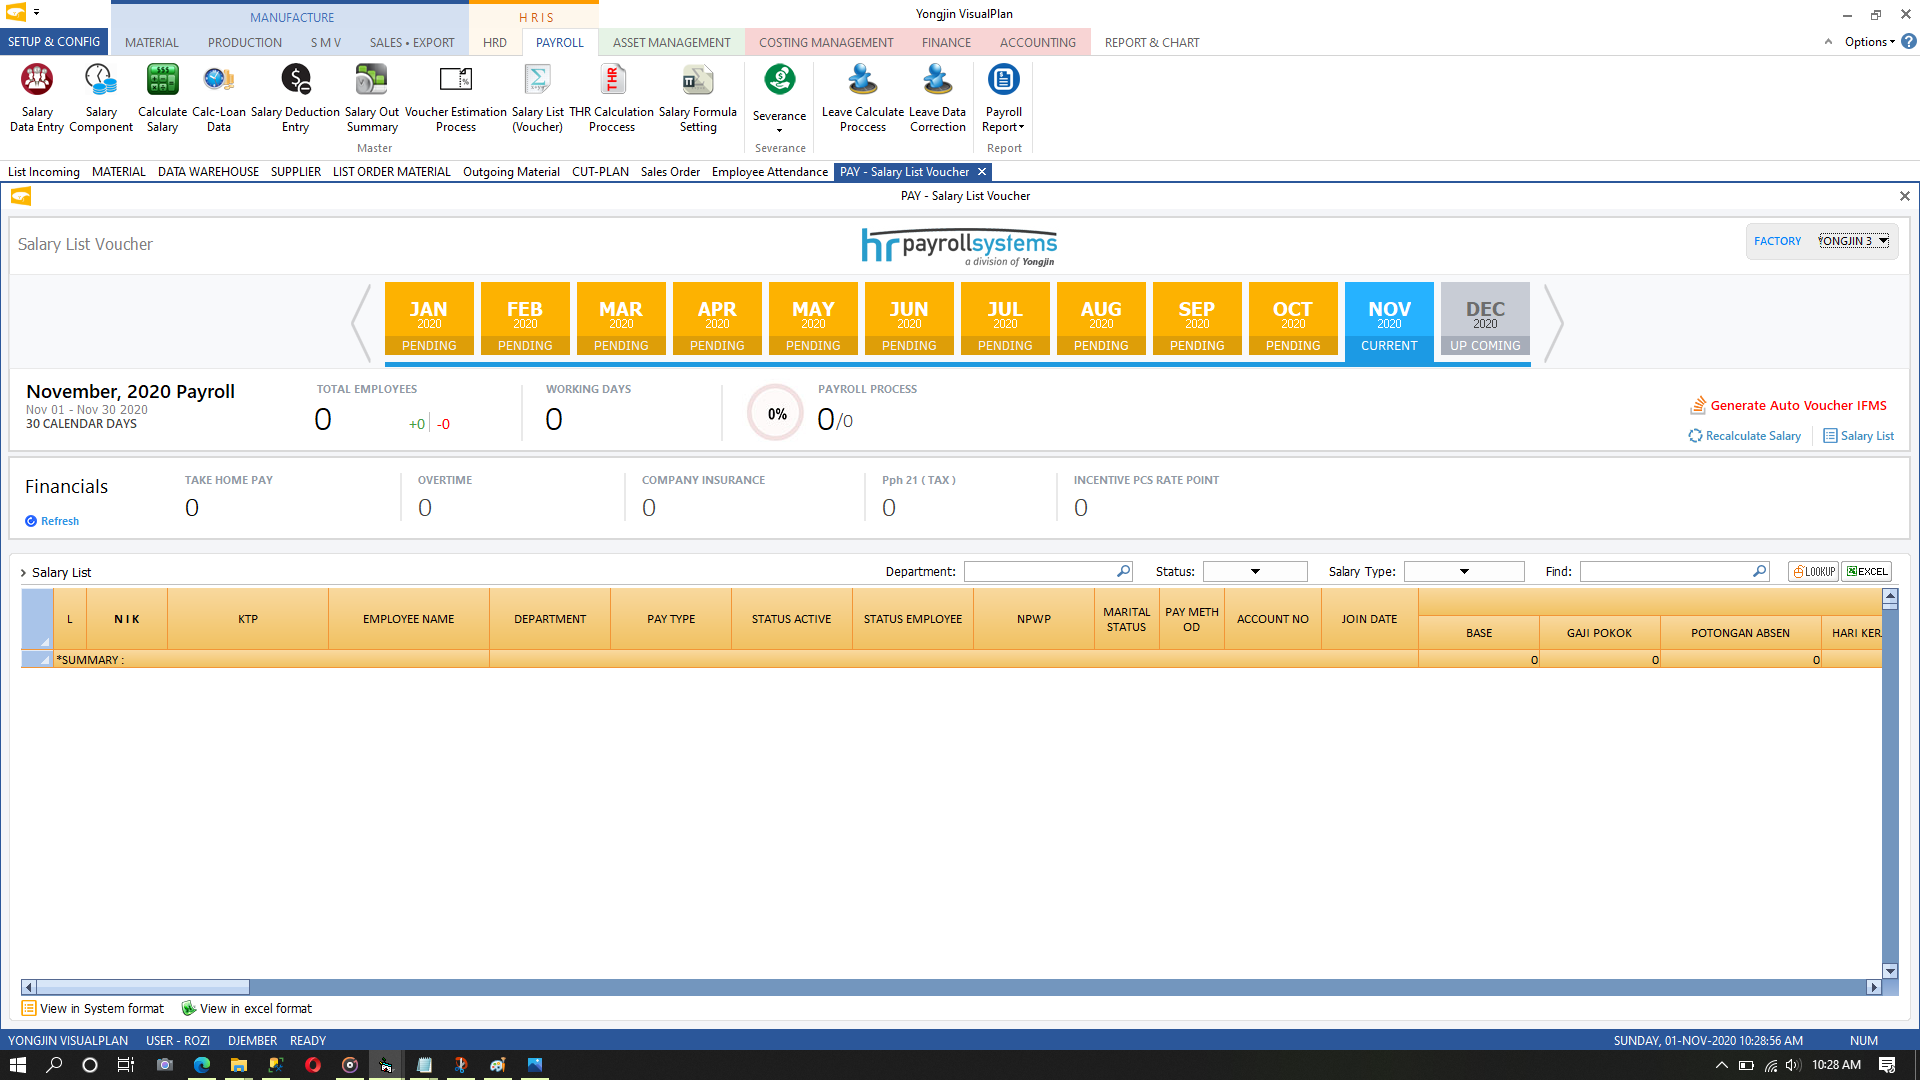 Yongjin VisualPlan
MANUFACTURE
H R I S
SETUP & CONFIG
MATERIAL
PRODUCTION
S M V
SALES • EXPORT
HRD
PAYROLL
ASSET MANAGEMENT
COSTING MANAGEMENT
FINANCE
ACCOUNTING
REPORT & CHART
Options
Salary Data Entry
Salary Component
Calculate Salary
Calc-Loan Data
Salary Deduction Entry
Salary Out Summary
Voucher Estimation Process
Salary List (Voucher)
THR Calculation Proccess
Salary Formula Setting
Severance
Leave Calculate Proccess
Leave Data Correction
Payroll Report
Master
Severance
Report
List Incoming
MATERIAL
DATA WAREHOUSE
SUPPLIER
LIST ORDER MATERIAL
Outgoing Material
CUT-PLAN
Sales Order
Employee Attendance
PAY - Salary List Voucher
PAY - Salary List Voucher
Salary List Voucher
hrpayrollsystems
a division of Yongjin
FACTORY
YONGJIN 3
JAN 2020 PENDING
FEB 2020 PENDING
MAR 2020 PENDING
APR 2020 PENDING
MAY 2020 PENDING
JUN 2020 PENDING
JUL 2020 PENDING
AUG 2020 PENDING
SEP 2020 PENDING
OCT 2020 PENDING
NOV 2020 CURRENT
DEC 2020 UP COMING
November, 2020 Payroll
Nov 01 - Nov 30 2020
30 CALENDAR DAYS
TOTAL EMPLOYEES
0
+0 -0
WORKING DAYS
0
0%
PAYROLL PROCESS
0/0
Generate Auto Voucher IFMS
Recalculate Salary
Salary List
Financials
Refresh
TAKE HOME PAY
0
OVERTIME
0
COMPANY INSURANCE
0
Pph 21 ( TAX )
0
INCENTIVE PCS RATE POINT
0
Salary List
Department:
Status:
Salary Type:
Find:
LOOKUP
EXCEL
L
N I K
KTP
EMPLOYEE NAME
DEPARTMENT
PAY TYPE
STATUS ACTIVE
STATUS EMPLOYEE
NPWP
MARITAL STATUS
PAY METH OD
ACCOUNT NO
JOIN DATE
BASE
GAJI POKOK
POTONGAN ABSEN
HARI KER
*SUMMARY :
0
0
0
View in System format
View in excel format
YONGJIN VISUALPLAN
USER - ROZI
DJEMBER
READY
SUNDAY, 01-NOV-2020 10:28:56 AM
NUM
10:28 AM